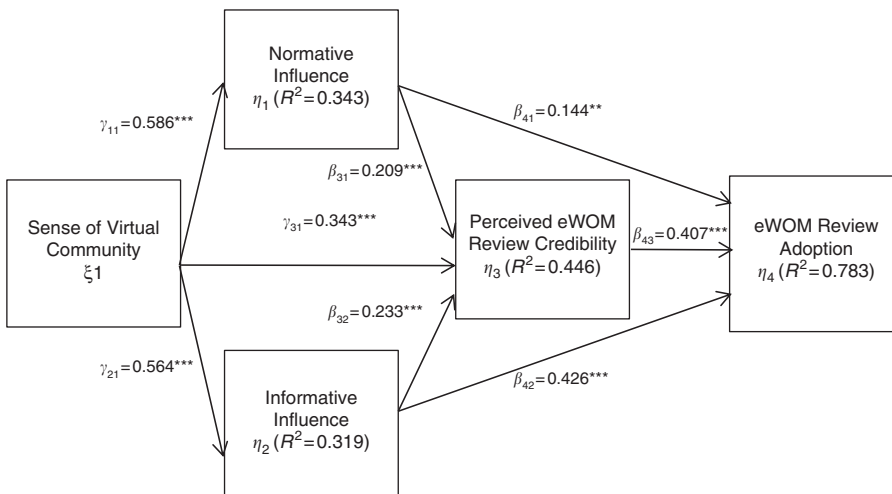 Normative
Influence
η₁ (R²=0.343)
γ₁₁=0.586***
β₄₁=0.144**
β₃₁=0.209***
Sense of Virtual
Community
ξ1
γ₃₁=0.343***
Perceived eWOM
Review Credibility
η₃ (R²=0.446)
β₄₃=0.407***
eWOM Review
Adoption
η₄ (R²=0.783)
β₃₂=0.233***
γ₂₁=0.564***
β₄₂=0.426***
Informative
Influence
η₂ (R²=0.319)